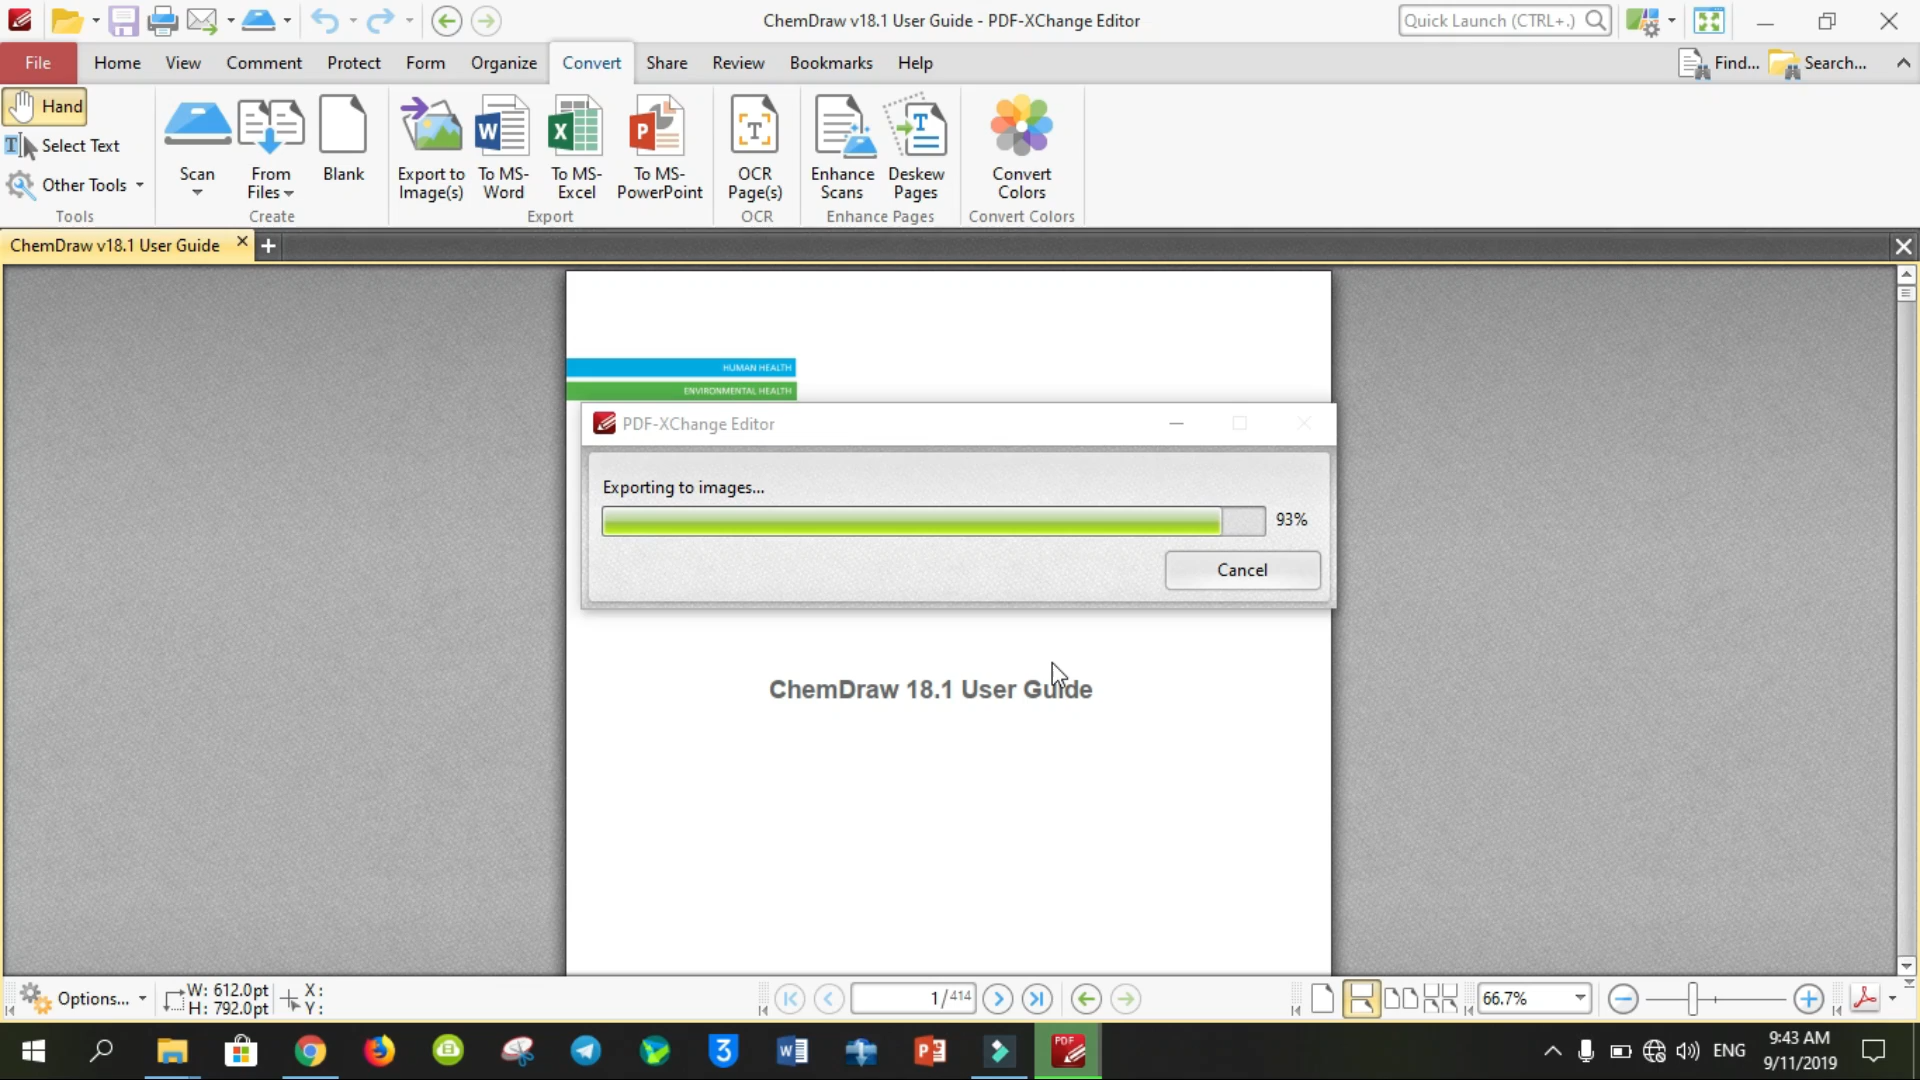 ChemDraw v18.1 User Guide - PDF-XChange Editor
Quick Launch (CTRL+.)
File Home View Comment Protect Form Organize Convert Share Review Bookmarks Help Find... Search...
Hand
Select Text
Other Tools
Tools
Scan
From Files
Blank
Create
Export to Image(s)
To MS-Word
To MS-Excel
To MS-PowerPoint
Export
OCR Page(s)
OCR
Enhance Scans
Deskew Pages
Enhance Pages
Convert Colors
Convert Colors
ChemDraw v18.1 User Guide
HUMAN HEALTH
ENVIRONMENTAL HEALTH
PDF-XChange Editor
Exporting to images...
93%
Cancel
ChemDraw 18.1 User Guide
Options...
W: 612.0pt
H: 792.0pt
X:
Y:
1/414
66.7%
ENG
9:43 AM
9/11/2019